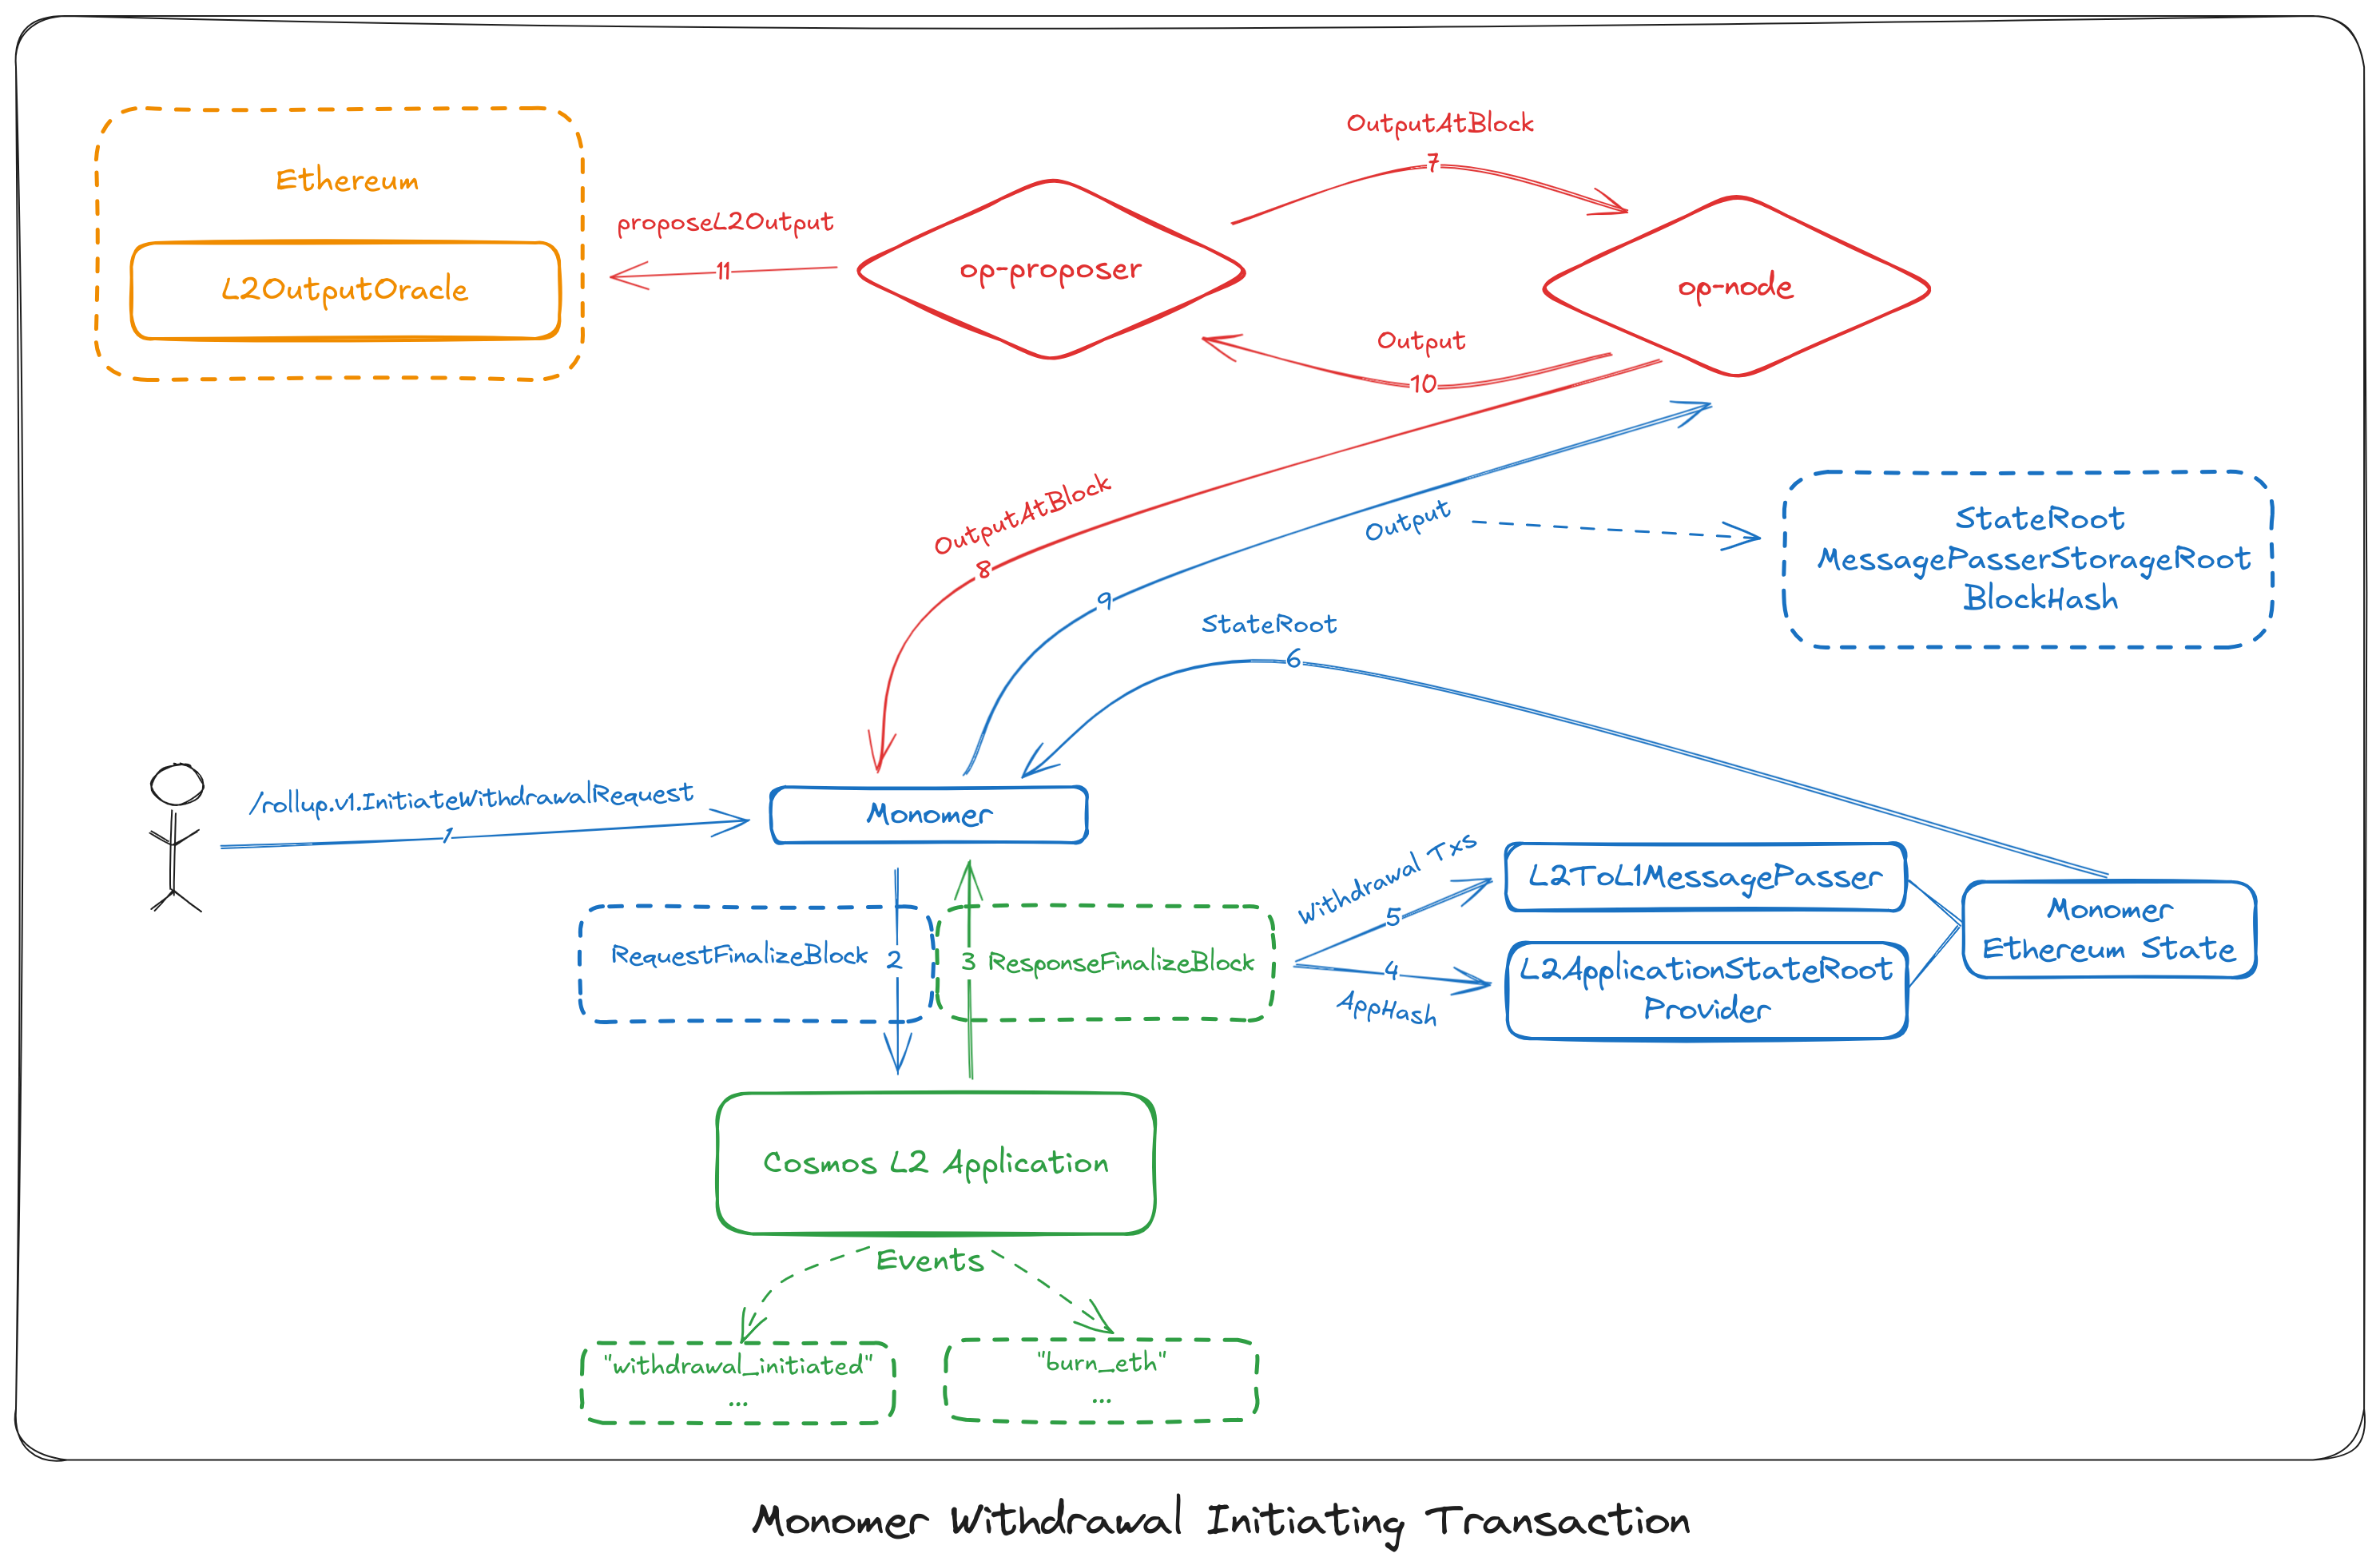 OutputAtBlock
7
Ethereum
proposeL2Output
11
op-proposer
op-node
L2OutputOracle
Output
10
OutputAtBlock
8
Output
StateRoot
MessagePasserStorageRoot
BlockHash
9
StateRoot
6
/rollup.v1.InitiateWithdrawalRequest
1
Monomer
Withdrawal Txs
5
L2ToL1MessagePasser
Monomer
Ethereum State
RequestFinalizeBlock
2
3
ResponseFinalizeBlock
4
AppHash
L2ApplicationStateRoot
Provider
Cosmos L2 Application
Events
"withdrawal_initiated"
...
"burn_eth"
...
Monomer Withdrawal Initiating Transaction